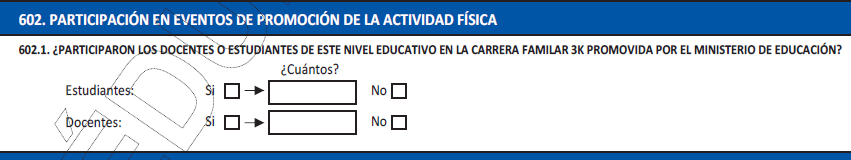 602. PARTICIPACIÓN EN EVENTOS DE PROMOCIÓN DE LA ACTIVIDAD FÍSICA
602.1. ¿PARTICIPARON LOS DOCENTES O ESTUDIANTES DE ESTE NIVEL EDUCATIVO EN LA CARRERA FAMILAR 3K PROMOVIDA POR EL MINISTERIO DE EDUCACIÓN?
¿Cuántos?
Estudiantes: Si No
Docentes: Si No